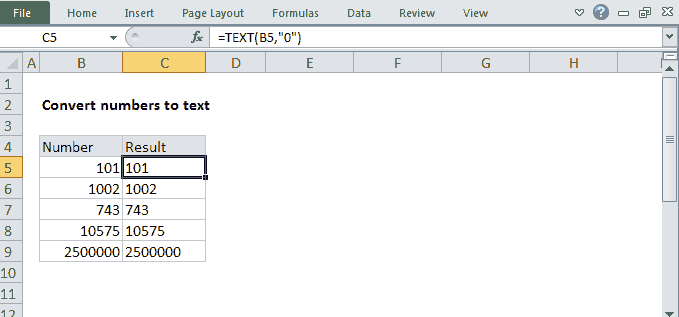 File Home Insert Page Layout Formulas Data Review View
C5 fx =TEXT(B5,"0")
A B C D E F G H
1
2 Convert numbers to text
3
4 Number Result
5 101 101
6 1002 1002
7 743 743
8 10575 10575
9 2500000 2500000
10
11
12